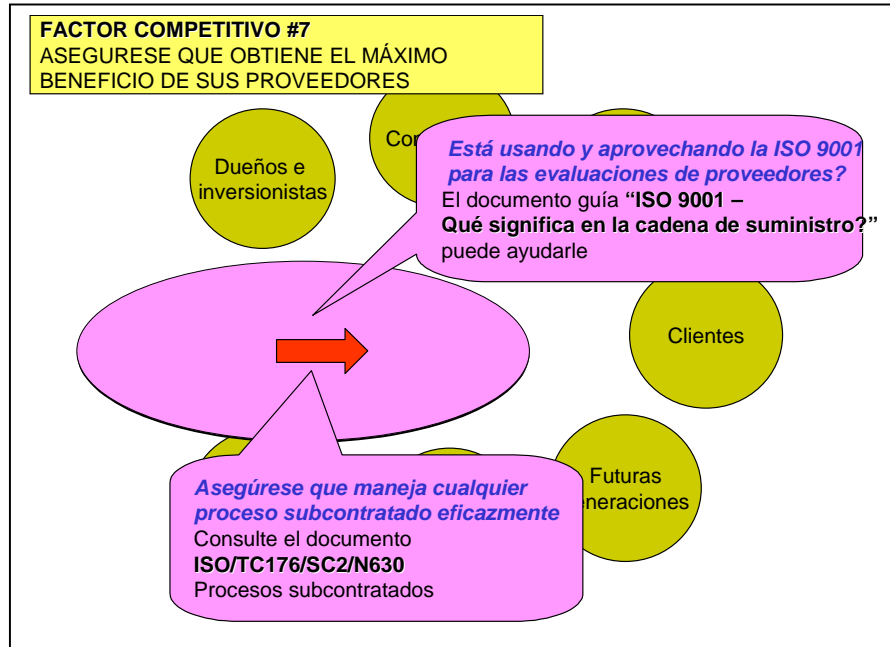 FACTOR COMPETITIVO #7
ASEGURESE QUE OBTIENE EL MÁXIMO
BENEFICIO DE SUS PROVEEDORES
Dueños e
inversionistas
Está usando y aprovechando la ISO 9001
para las evaluaciones de proveedores?
El documento guía “ISO 9001 –
Qué significa en la cadena de suministro?”
puede ayudarle
Clientes
Asegúrese que maneja cualquier
proceso subcontratado eficazmente
Consulte el documento
ISO/TC176/SC2/N630
Procesos subcontratados
Futuras